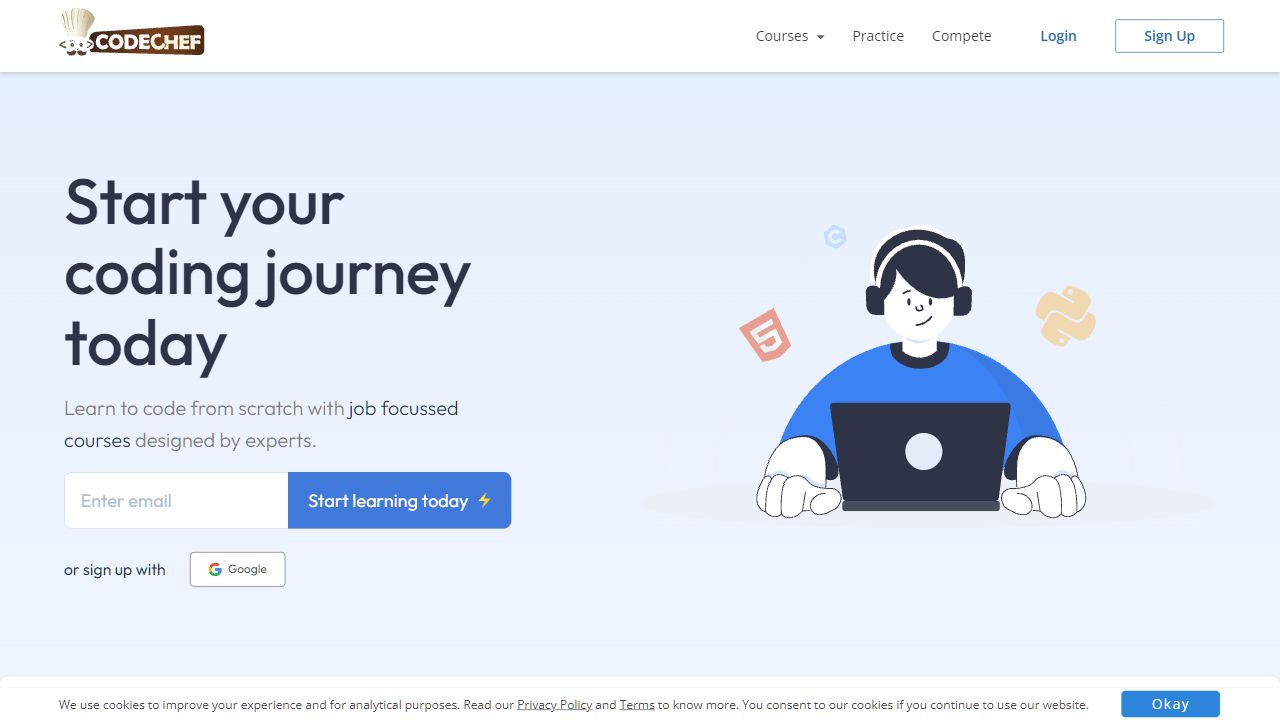 CODECHEF
Courses
Practice
Compete
Login
Sign Up
Start your
coding journey
today
Learn to code from scratch with job focussed
courses designed by experts.
Enter email
Start learning today
or sign up with
Google
We use cookies to improve your experience and for analytical purposes. Read our Privacy Policy and Terms to know more. You consent to our cookies if you continue to use our website.
Okay